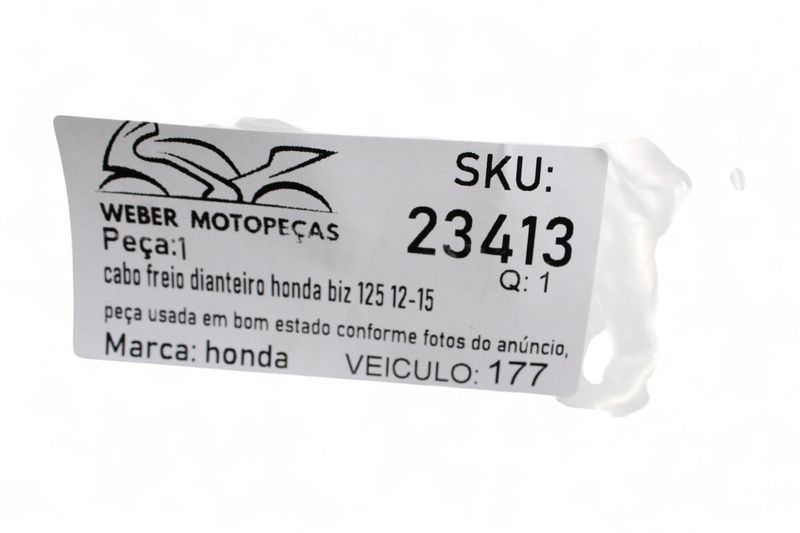 WEBER MOTOPEÇAS
SKU:
23413
Peça:1
Q: 1
cabo freio dianteiro honda biz 125 12-15
peça usada em bom estado conforme fotos do anúncio,
Marca: honda
VEICULO: 177